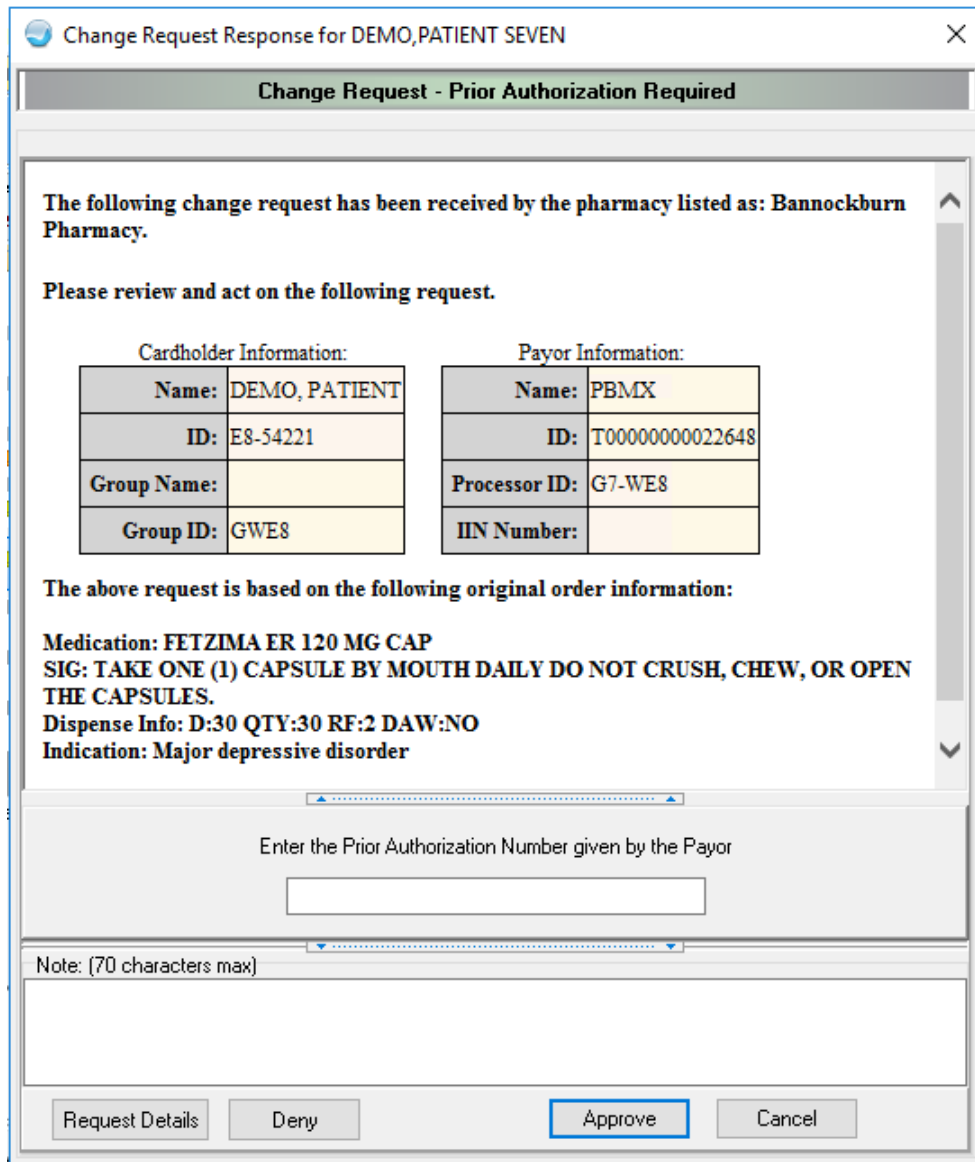 Change Request Response for DEMO,PATIENT SEVEN
Change Request - Prior Authorization Required
The following change request has been received by the pharmacy listed as: Bannockburn
Pharmacy.
Please review and act on the following request.
Cardholder Information:
Name: DEMO, PATIENT
ID: E8-54221
Group Name:
Group ID: GWE8
Payor Information:
Name: PBMX
ID: T00000000022648
Processor ID: G7-WE8
IIN Number:
The above request is based on the following original order information:
Medication: FETZIMA ER 120 MG CAP
SIG: TAKE ONE (1) CAPSULE BY MOUTH DAILY DO NOT CRUSH, CHEW, OR OPEN
THE CAPSULES.
Dispense Info: D:30 QTY:30 RF:2 DAW:NO
Indication: Major depressive disorder
Enter the Prior Authorization Number given by the Payor
Note: (70 characters max)
Request Details
Deny
Approve
Cancel